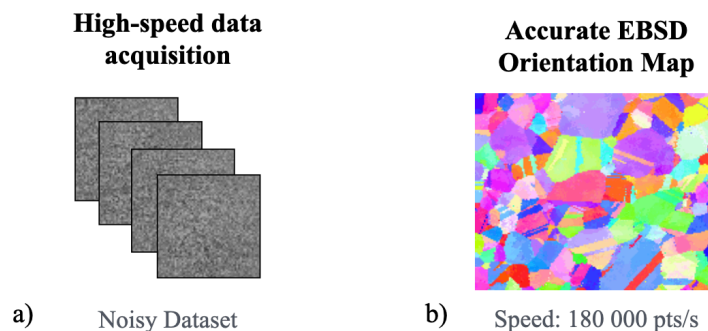 High-speed data
acquisition
Accurate EBSD
Orientation Map
a)
Noisy Dataset
b)
Speed: 180 000 pts/s